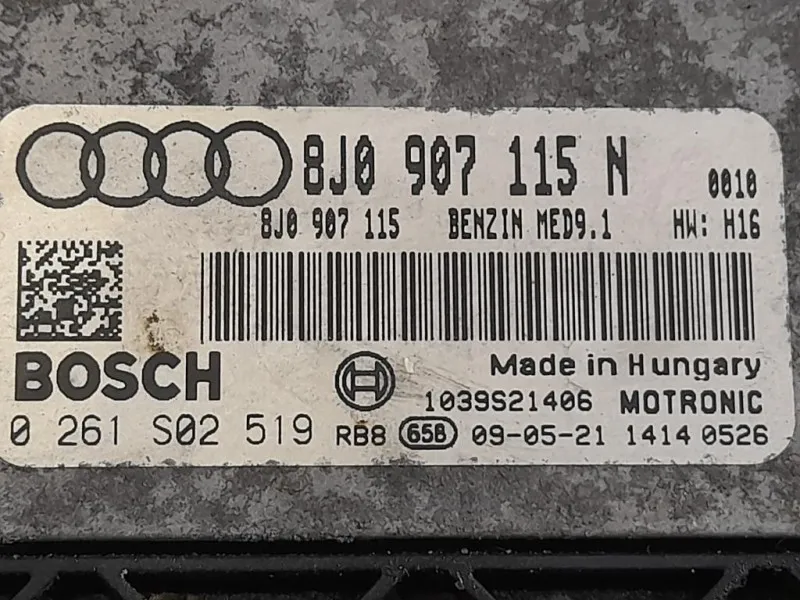 8J0 907 115 N 0010
8J0 907 115 BENZIN MED9.1 HW: H16
BOSCH Made in Hungary
1039S21406 MOTRONIC
0 261 S02 519 RB8 65B 09-05-21 1414 0526